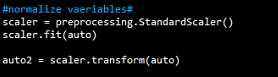 #normalize vaeriables#
scaler = preprocessing.StandardScaler()
scaler.fit(auto)
auto2 = scaler.transform(auto)